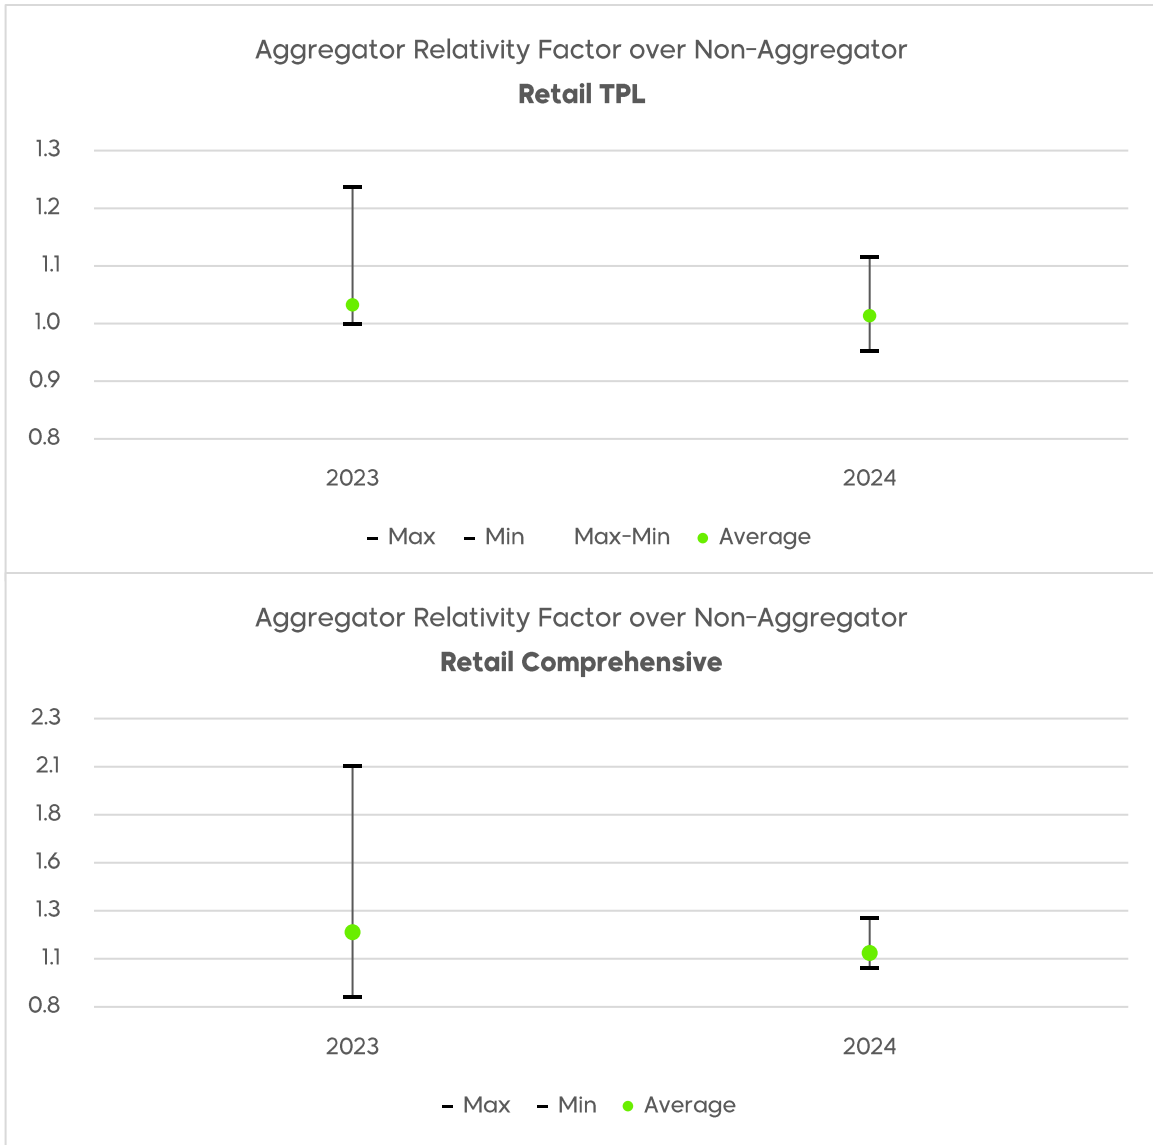 Aggregator Relativity Factor over Non-Aggregator
Retail TPL
1.3
1.2
1.1
1.0
0.9
0.8
2023 2024
Max Min Max-Min Average
Aggregator Relativity Factor over Non-Aggregator
Retail Comprehensive
2.3
2.1
1.8
1.6
1.3
1.1
0.8
2023 2024
Max Min Average